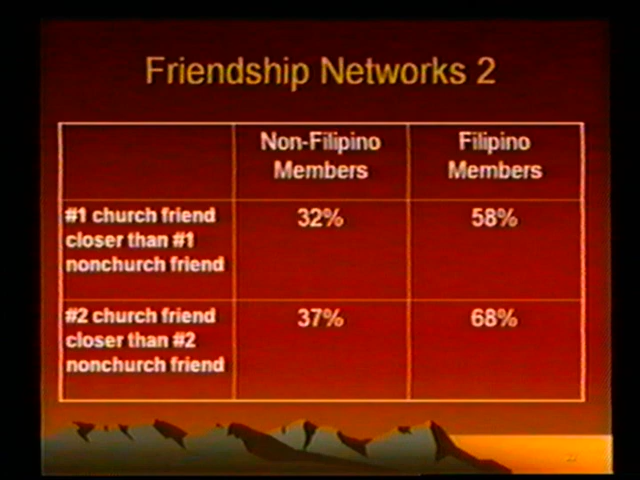 Friendship Networks 2
Non-Filipino
Members
Filipino
Members
#1 church friend
closer than #1
nonchurch friend
32%
58%
#2 church friend
closer than #2
nonchurch friend
37%
68%